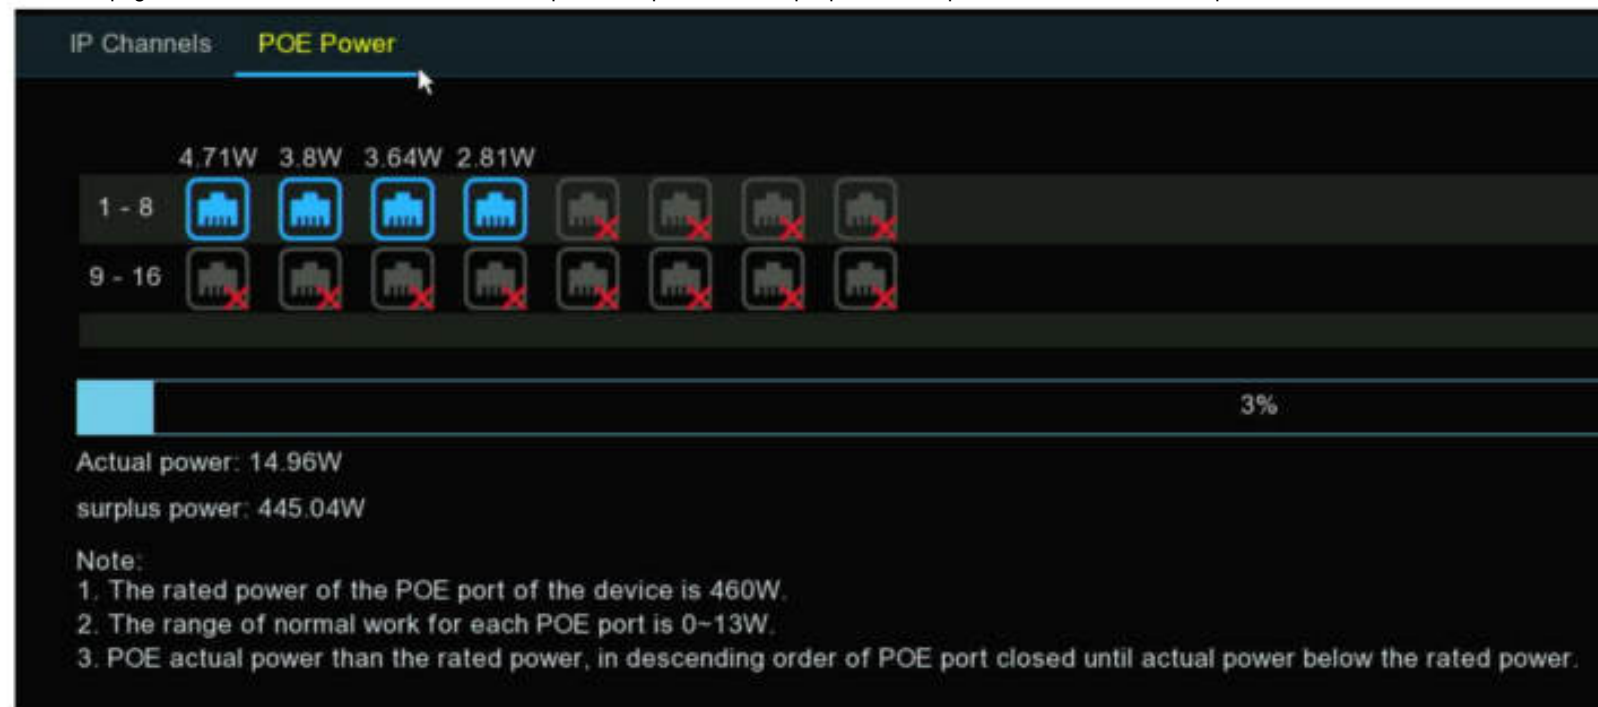 IP Channels POE Power
4.71W 3.8W 3.64W 2.81W
1 - 8
9 - 16
3%
Actual power: 14.96W
surplus power: 445.04W
Note:
1. The rated power of the POE port of the device is 460W.
2. The range of normal work for each POE port is 0~13W.
3. POE actual power than the rated power, in descending order of POE port closed until actual power below the rated power.